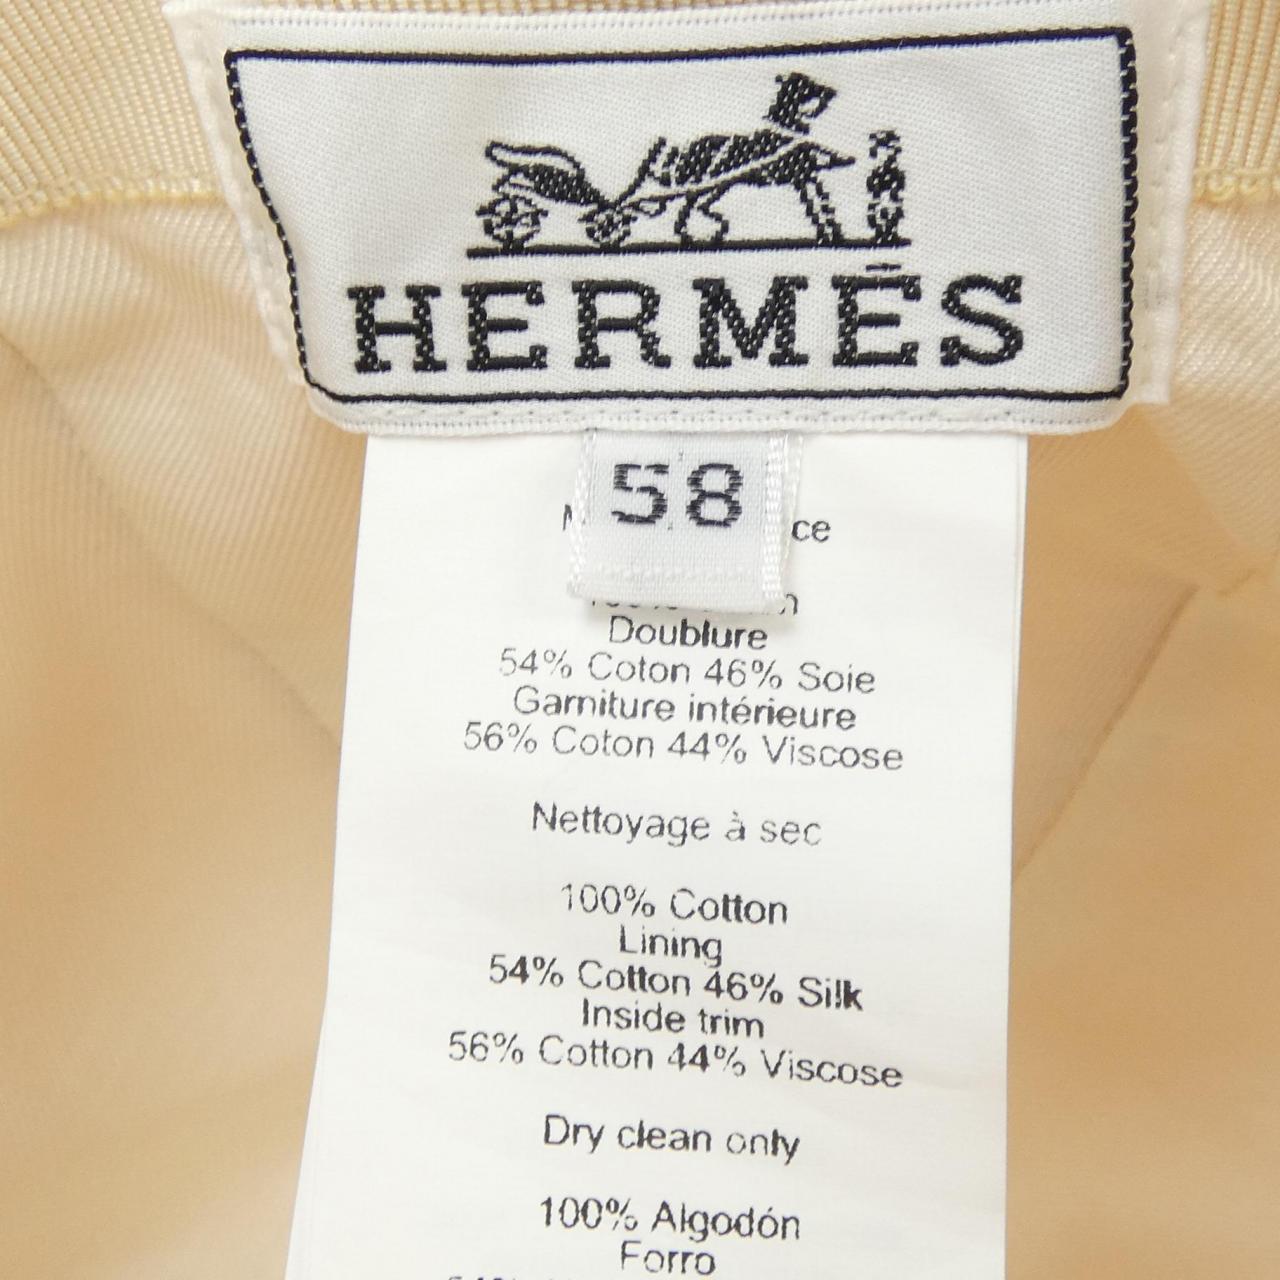 HERMÈS
58
ce
Doublure
54% Coton 46% Soie
Garniture intérieure
56% Coton 44% Viscose
Nettoyage à sec
100% Cotton
Lining
54% Cotton 46% Silk
Inside trim
56% Cotton 44% Viscose
Dry clean only
100% Algodón
Forro